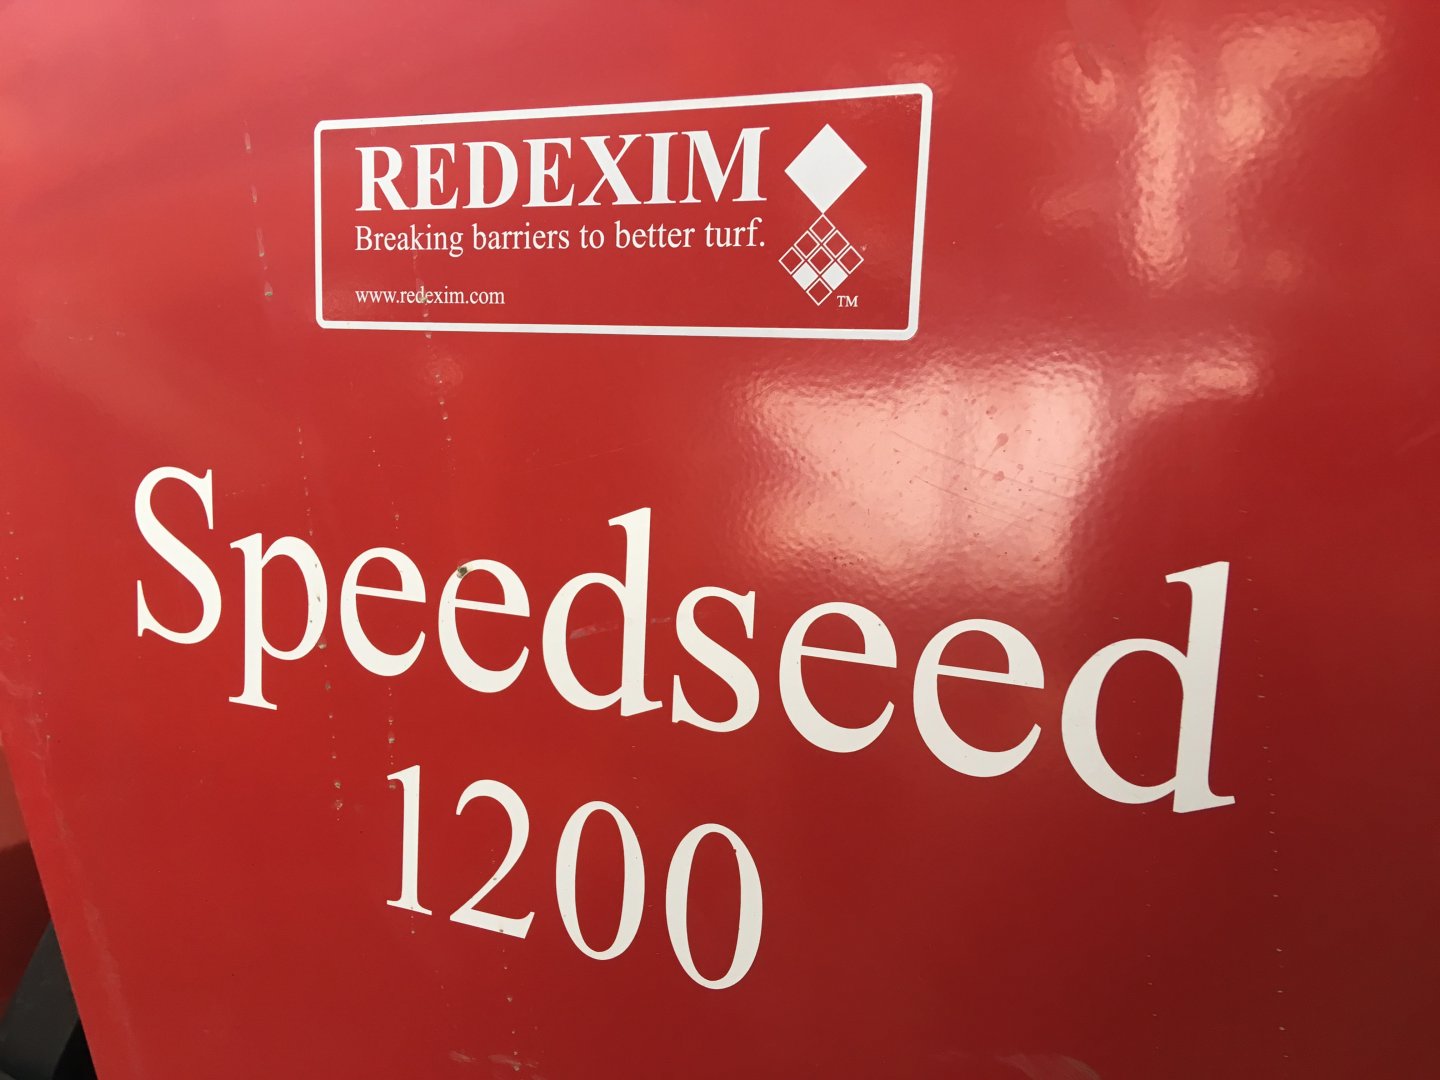 REDEXIM
Breaking barriers to better turf.
www.redexim.com
TM
Speedseed
1200